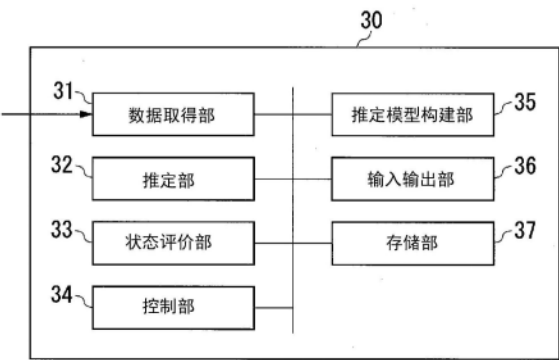 30
31
数据取得部
32
推定部
33
状态评价部
34
控制部
35
推定模型构建部
36
输入输出部
37
存储部